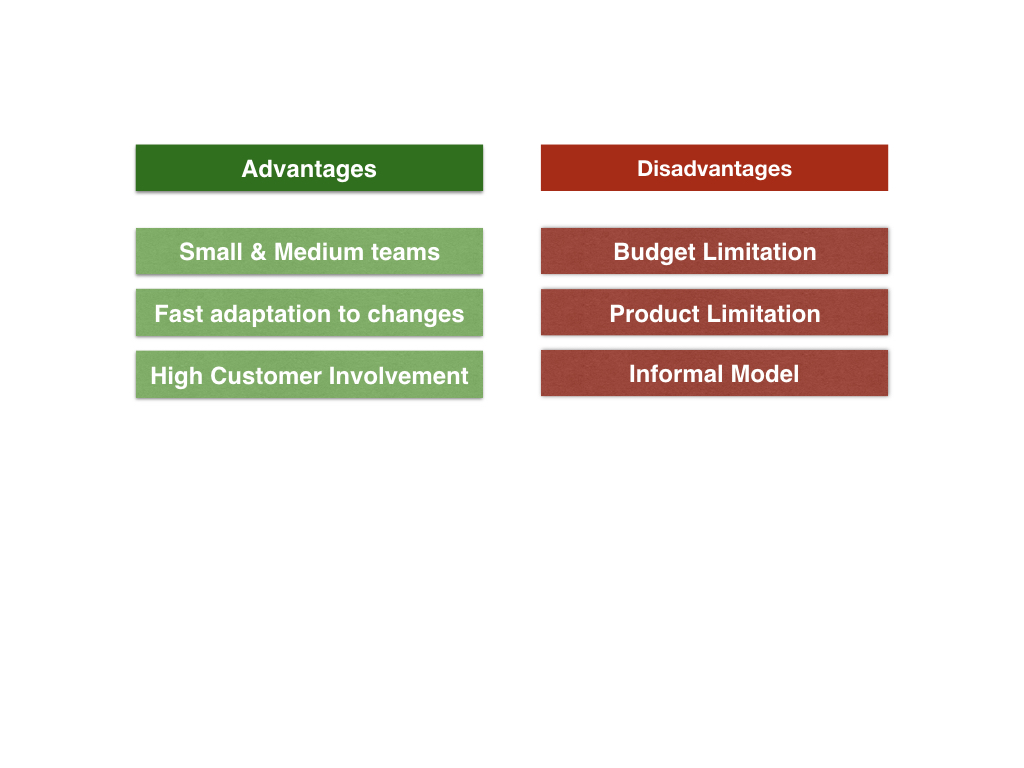 Advantages
Small & Medium teams
Fast adaptation to changes
High Customer Involvement
Disadvantages
Budget Limitation
Product Limitation
Informal Model